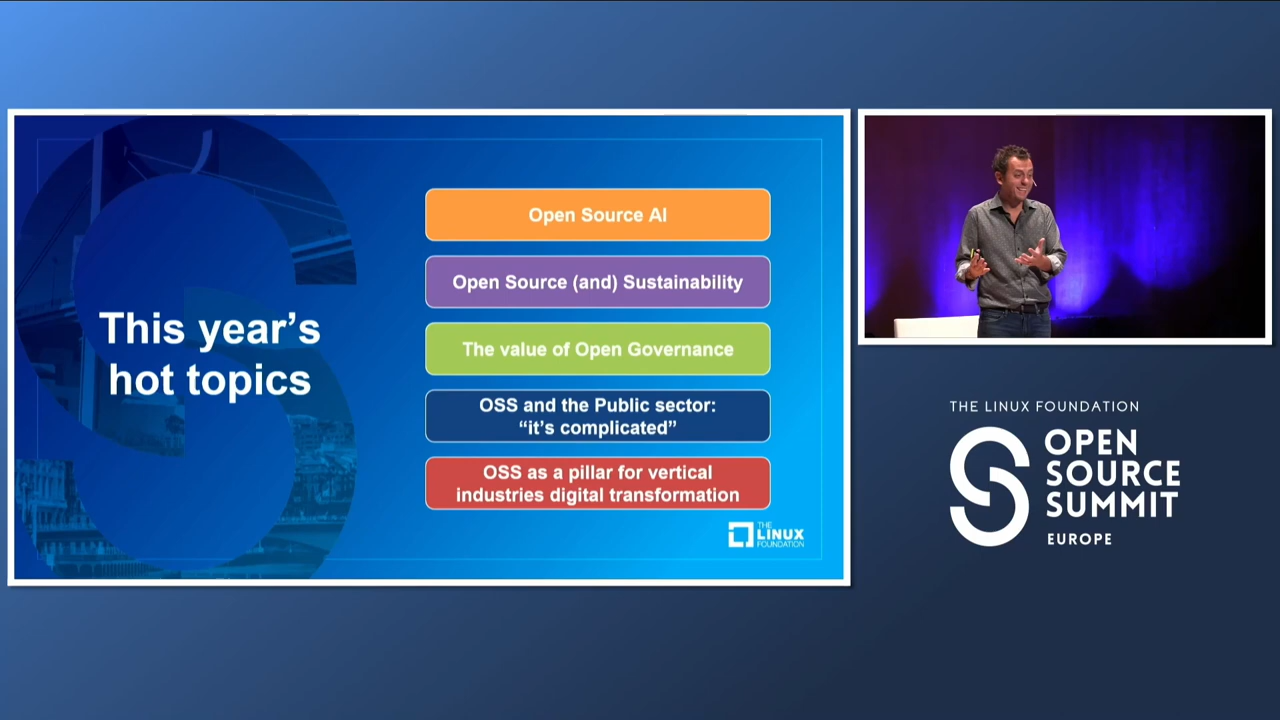 This year’s
hot topics
Open Source AI
Open Source (and) Sustainability
The value of Open Governance
OSS and the Public sector:
“it’s complicated”
OSS as a pillar for vertical
industries digital transformation
THE
LINUX
FOUNDATION
THE LINUX FOUNDATION
OPEN
SOURCE
SUMMIT
EUROPE